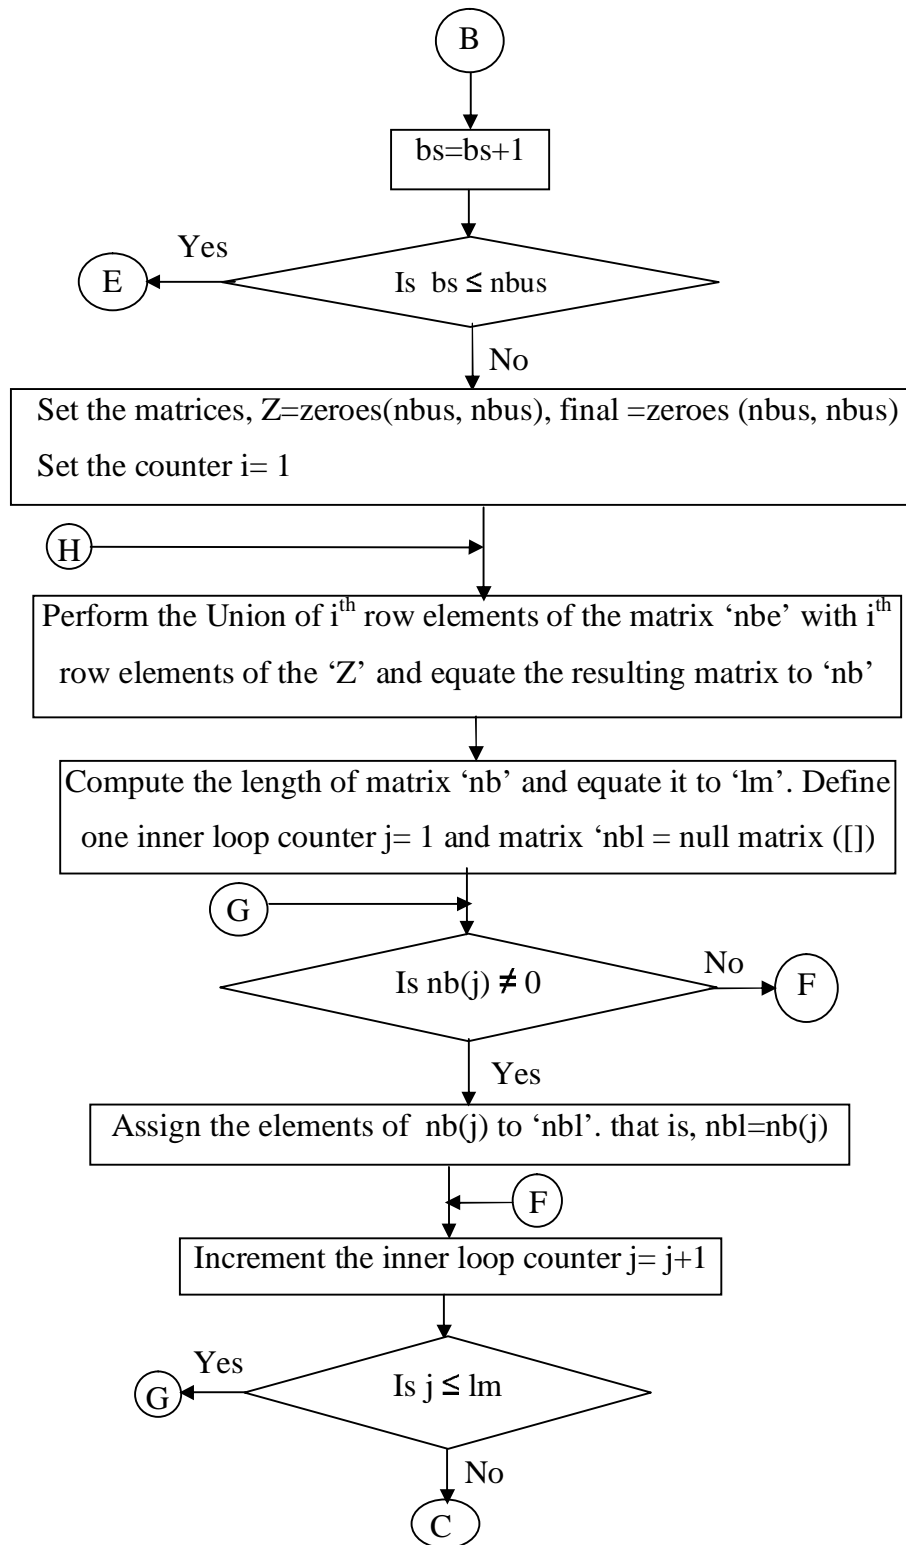 B
bs=bs+1
Yes
E
Is bs ≤ nbus
No
Set the matrices, Z=zeroes(nbus, nbus), final =zeroes (nbus, nbus)
Set the counter i= 1
H
Perform the Union of iᵗʰ row elements of the matrix ‘nbe’ with iᵗʰ
row elements of the ‘Z’ and equate the resulting matrix to ‘nb’
Compute the length of matrix ‘nb’ and equate it to ‘lm’. Define
one inner loop counter j= 1 and matrix ‘nbl = null matrix ([])
G
Is nb(j) ≠ 0
No
F
Yes
Assign the elements of nb(j) to ‘nbl’. that is, nbl=nb(j)
F
Increment the inner loop counter j= j+1
Yes
G
Is j ≤ lm
No
C